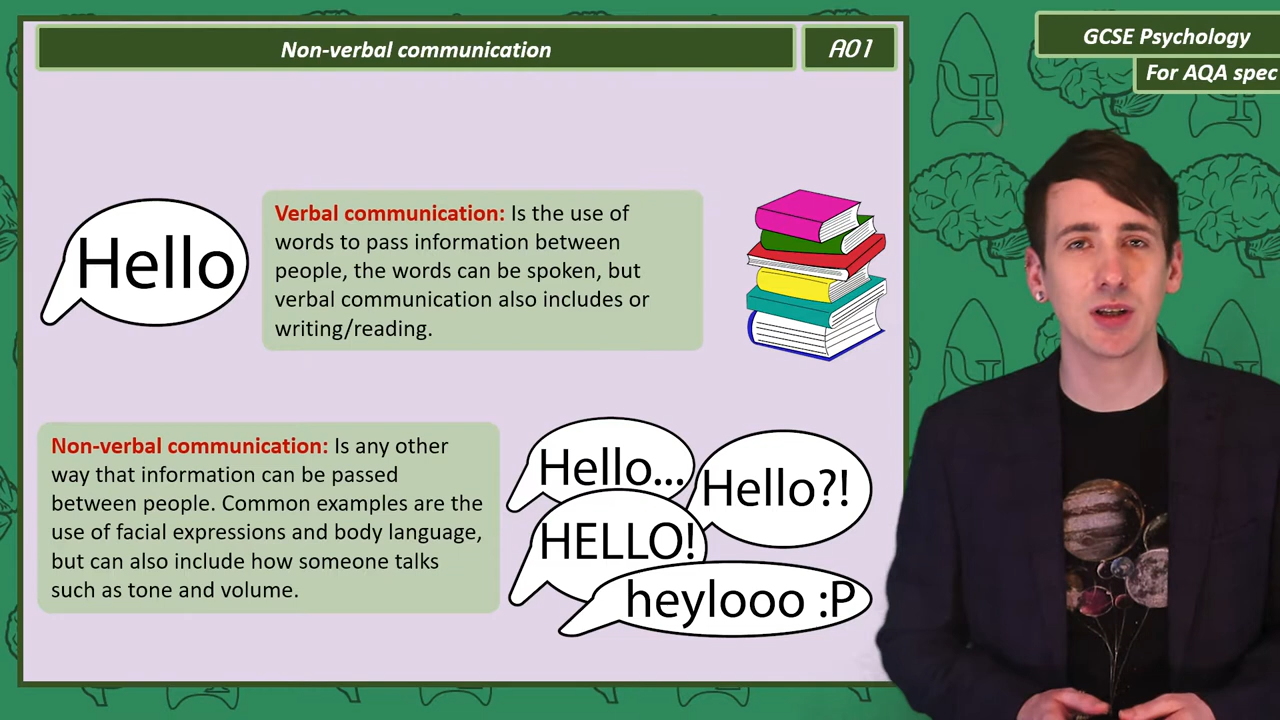 Non-verbal communication
AO1
GCSE Psychology
For AQA spec
Hello
Verbal communication: Is the use of
words to pass information between
people, the words can be spoken, but
verbal communication also includes or
writing/reading.
Non-verbal communication: Is any other
way that information can be passed
between people. Common examples are the
use of facial expressions and body language,
but can also include how someone talks
such as tone and volume.
Hello...
Hello?!
HELLO!
heylooo :P